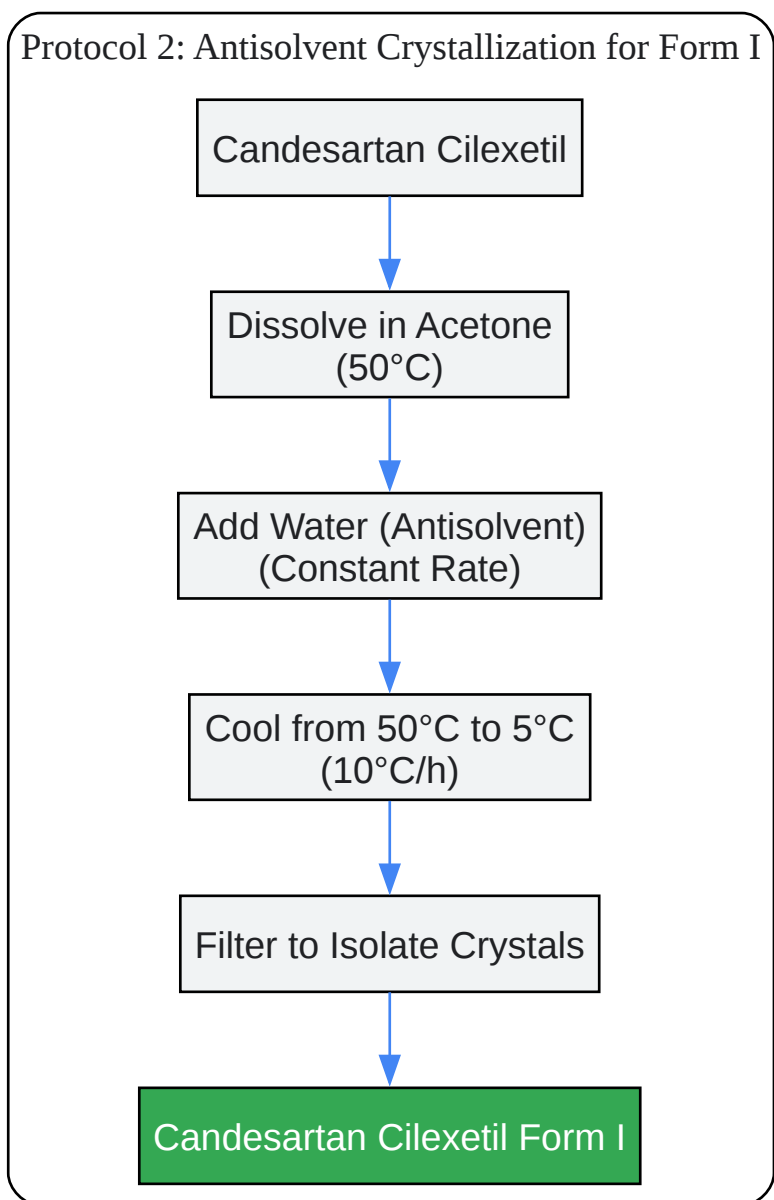 Protocol 2: Antisolvent Crystallization for Form I
Candesartan Cilexetil
Dissolve in Acetone
(50°C)
Add Water (Antisolvent)
(Constant Rate)
Cool from 50°C to 5°C
(10°C/h)
Filter to Isolate Crystals
Candesartan Cilexetil Form I